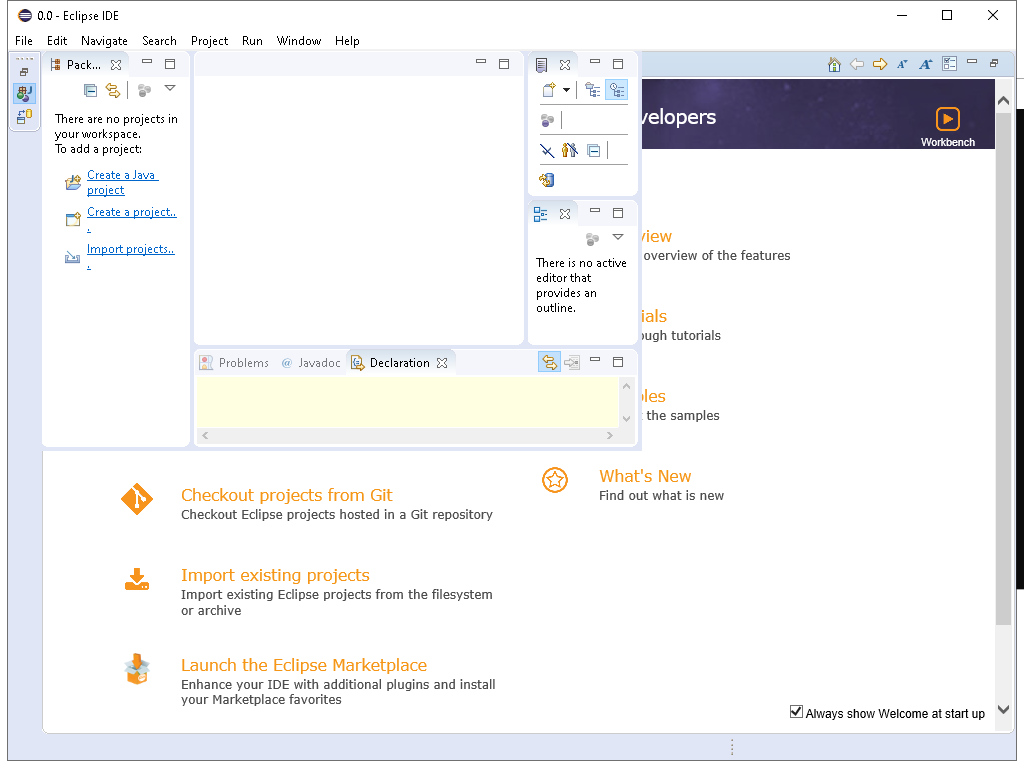 0.0 - Eclipse IDE
File Edit Navigate Search Project Run Window Help
Pack...
There are no projects in
your workspace.
To add a project:
Create a Java
project
Create a project..
.
Import projects..
.
velopers
Workbench
There is no active
editor that
provides an
outline.
view
overview of the features
ials
ough tutorials
les
the samples
Problems @ Javadoc Declaration
What's New
Find out what is new
Checkout projects from Git
Checkout Eclipse projects hosted in a Git repository
Import existing projects
Import existing Eclipse projects from the filesystem
or archive
Launch the Eclipse Marketplace
Enhance your IDE with additional plugins and install
your Marketplace favorites
Always show Welcome at start up